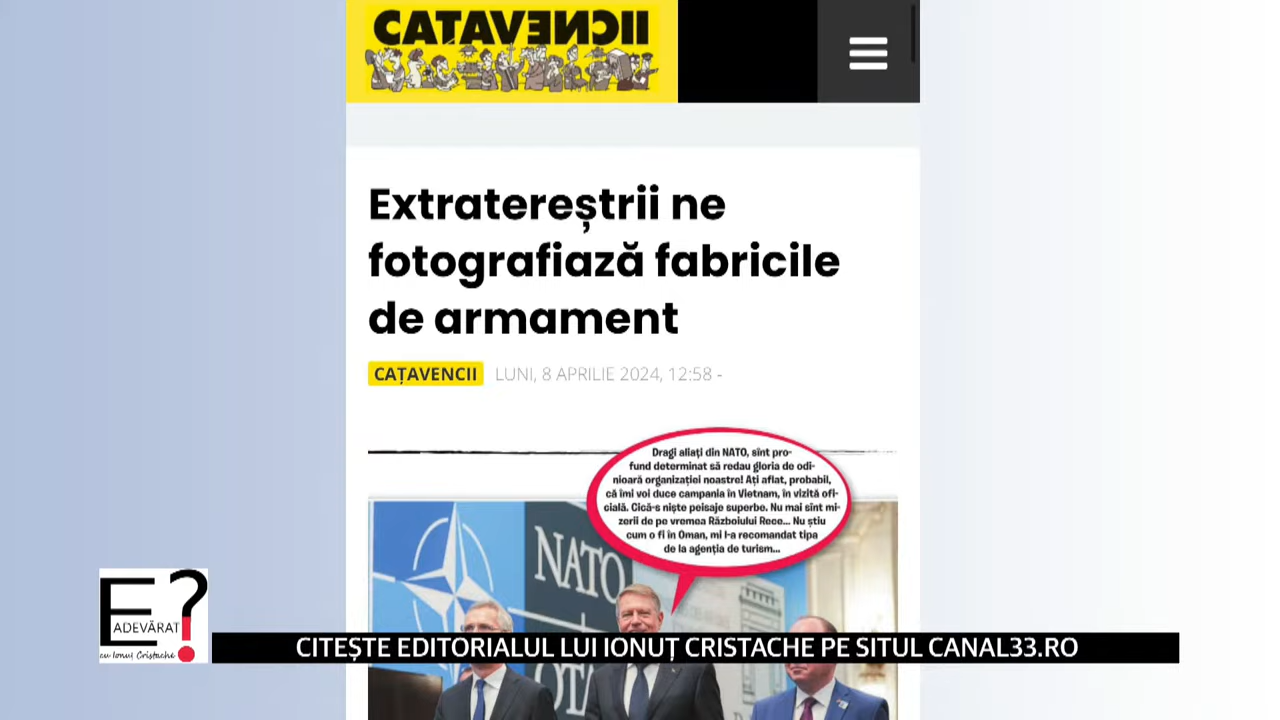 CAȚAVENCII
Extratereștrii ne
fotografiază fabricile
de armament
CAȚAVENCII LUNI, 8 APRILIE 2024, 12:58 -
Dragi aliați din NATO, sînt pro-
fund determinat să redau gloria de odi-
nioară organizației noastre! Ați aflat, probabil,
că îmi voi duce campania în Vietnam, în vizită ofi-
cială. Cică-s niște peisaje superbe. Nu mai sînt mi-
zerii de pe vremea Războiului Rece... Nu știu
cum o fi în Oman, mi l-a recomandat tipa
de la agenția de turism...
NATO
OTA
E?
ADEVĂRAT
cu Ionuț Cristache
CITEȘTE EDITORIALUL LUI IONUȚ CRISTACHE PE SITUL CANAL33.RO